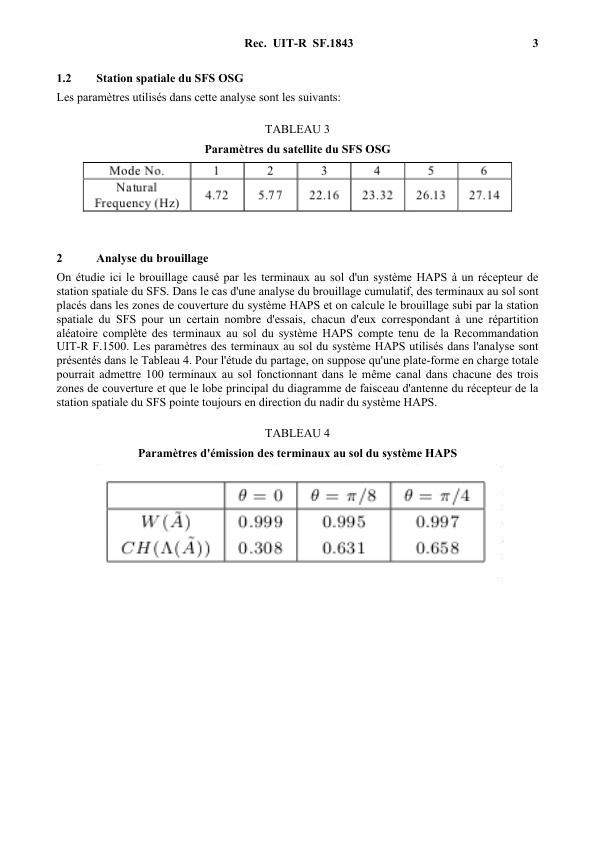 Rec. UIT-R SF.1843 3
1.2 Station spatiale du SFS OSG
Les paramètres utilisés dans cette analyse sont les suivants:
TABLEAU 3
Paramètres du satellite du SFS OSG
Mode No. 1 2 3 4 5 6
Natural
Frequency (Hz) 4.72 5.77 22.16 23.32 26.13 27.14
2 Analyse du brouillage
On étudie ici le brouillage causé par les terminaux au sol d'un système HAPS à un récepteur de
station spatiale du SFS. Dans le cas d'une analyse du brouillage cumulatif, des terminaux au sol sont
placés dans les zones de couverture du système HAPS et on calcule le brouillage subi par la station
spatiale du SFS pour un certain nombre d'essais, chacun d'eux correspondant à une répartition
aléatoire complète des terminaux au sol du système HAPS compte tenu de la Recommandation
UIT-R F.1500. Les paramètres des terminaux au sol du système HAPS utilisés dans l'analyse sont
présentés dans le Tableau 4. Pour l'étude du partage, on suppose qu'une plate-forme en charge totale
pourrait admettre 100 terminaux au sol fonctionnant dans le même canal dans chacune des trois
zones de couverture et que le lobe principal du diagramme de faisceau d'antenne du récepteur de la
station spatiale du SFS pointe toujours en direction du nadir du système HAPS.
TABLEAU 4
Paramètres d'émission des terminaux au sol du système HAPS
θ = 0 θ = π/8 θ = π/4
W(Ã) 0.999 0.995 0.997
CH(Λ(Ã)) 0.308 0.631 0.658